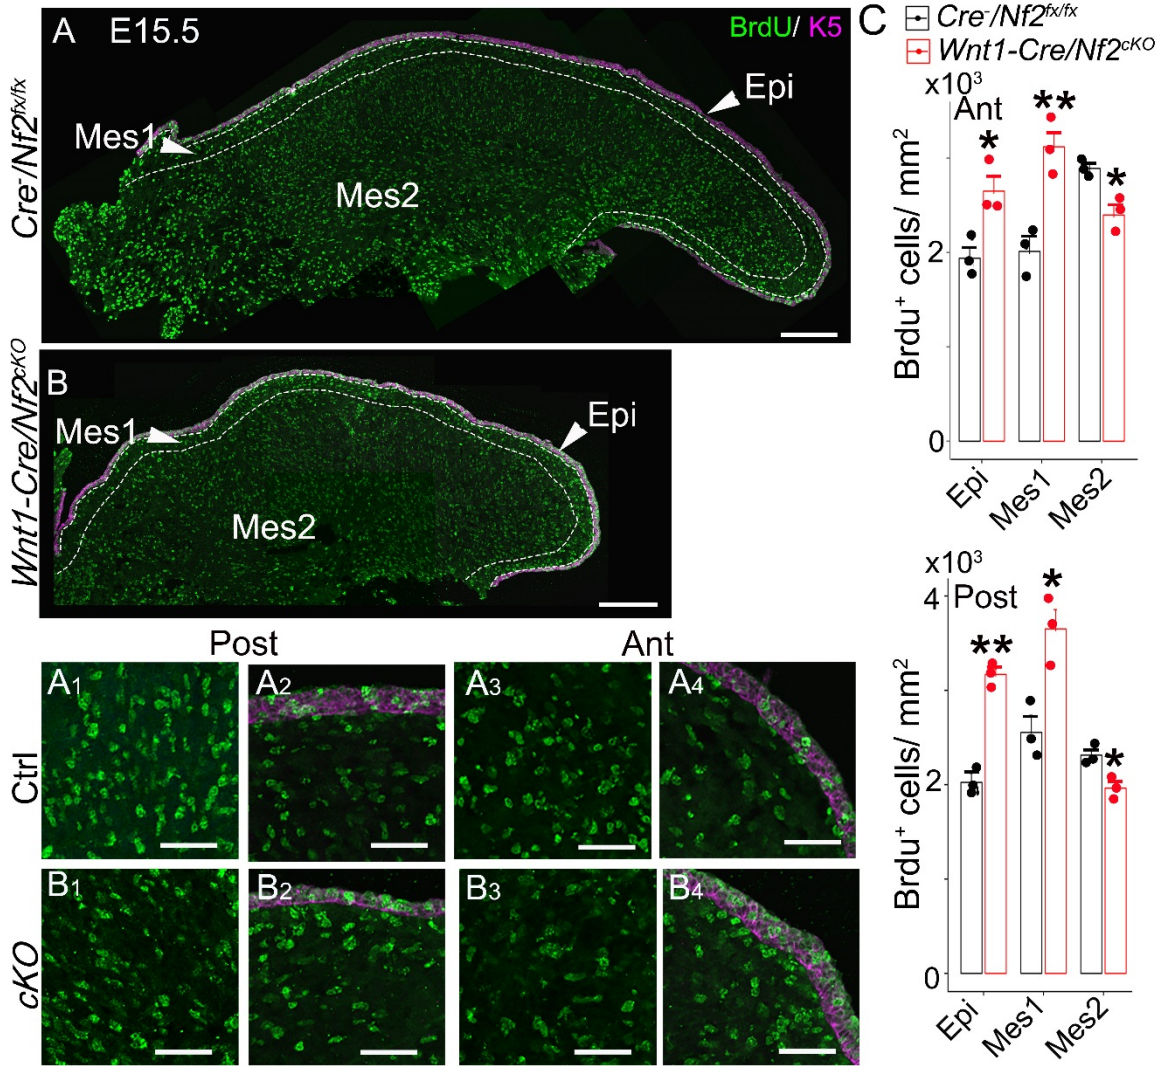 A E15.5
BrdU/ K5
Epi
Mes1
Mes2
Cre⁻/Nf2ᶠˣ/ᶠˣ
B
Epi
Mes1
Mes2
Wnt1-Cre/Nf2ᶜᴷᴼ
Post Ant
Ctrl
A1 A2 A3 A4
cKO
B1 B2 B3 B4
C
Cre⁻/Nf2ᶠˣ/ᶠˣ
Wnt1-Cre/Nf2ᶜᴷᴼ
x10³
Ant
* ** *
2
0
Brdu⁺ cells/ mm²
Epi Mes1 Mes2
x10³
4
Post
** * *
2
0
Brdu⁺ cells/ mm²
Epi Mes1 Mes2